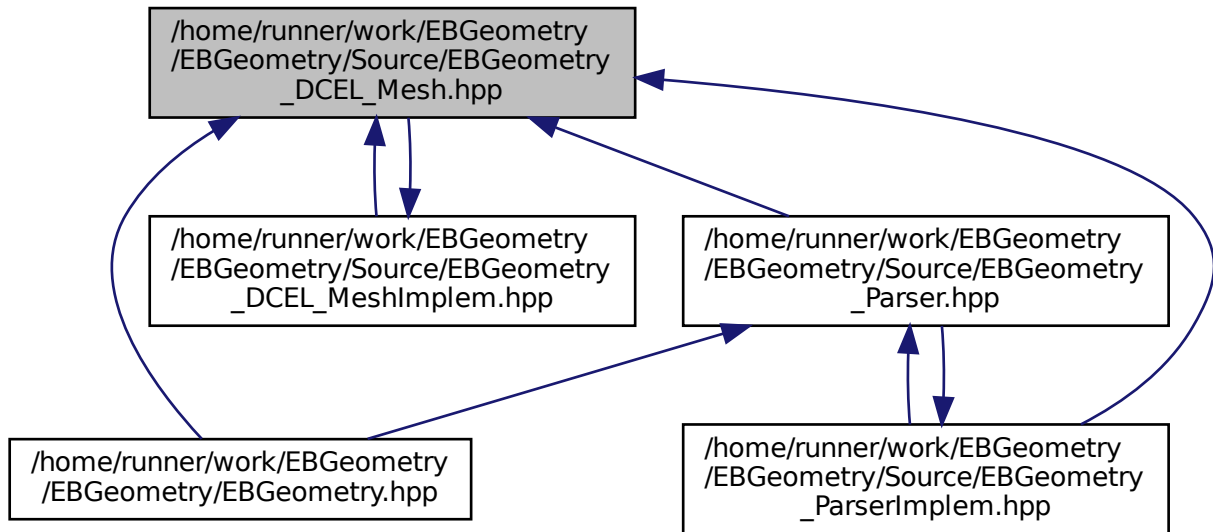 /home/runner/work/EBGeometry
/EBGeometry/Source/EBGeometry
_DCEL_Mesh.hpp
/home/runner/work/EBGeometry
/EBGeometry/Source/EBGeometry
_DCEL_MeshImplem.hpp
/home/runner/work/EBGeometry
/EBGeometry/Source/EBGeometry
_Parser.hpp
/home/runner/work/EBGeometry
/EBGeometry/EBGeometry.hpp
/home/runner/work/EBGeometry
/EBGeometry/Source/EBGeometry
_ParserImplem.hpp